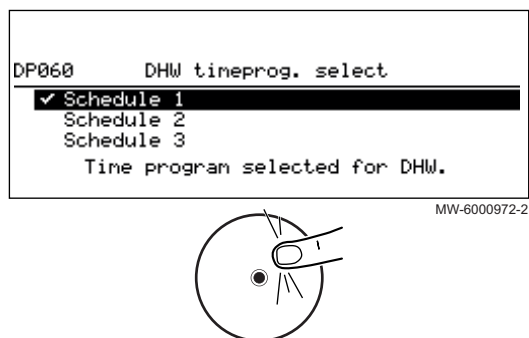 DP060 DHW timeprog. select
✔ Schedule 1
Schedule 2
Schedule 3
Time program selected for DHW.
MW-6000972-2